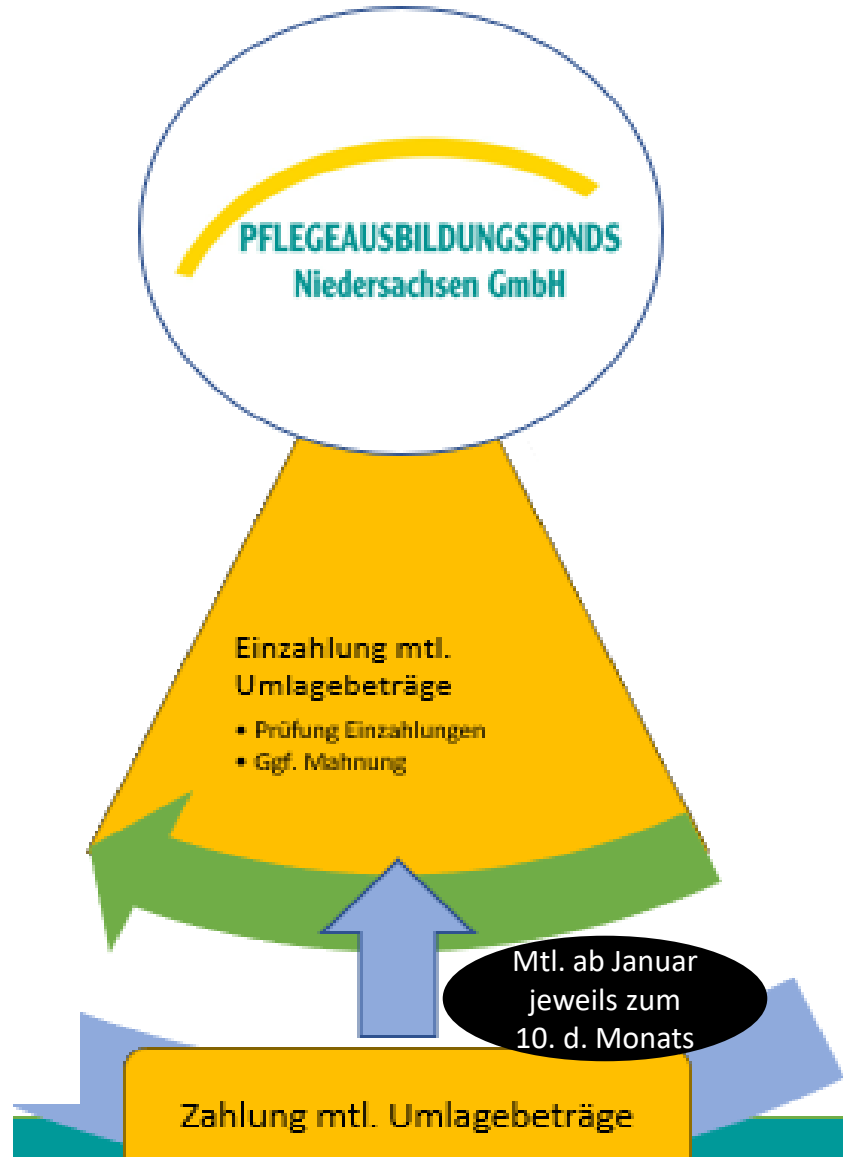 PFLEGEAUSBILDUNGSFONDS
Niedersachsen GmbH
Einzahlung mtl.
Umlagebeträge
• Prüfung Einzahlungen
• Ggf. Mahnung
Mtl. ab Januar
jeweils zum
10. d. Monats
Zahlung mtl. Umlagebeträge